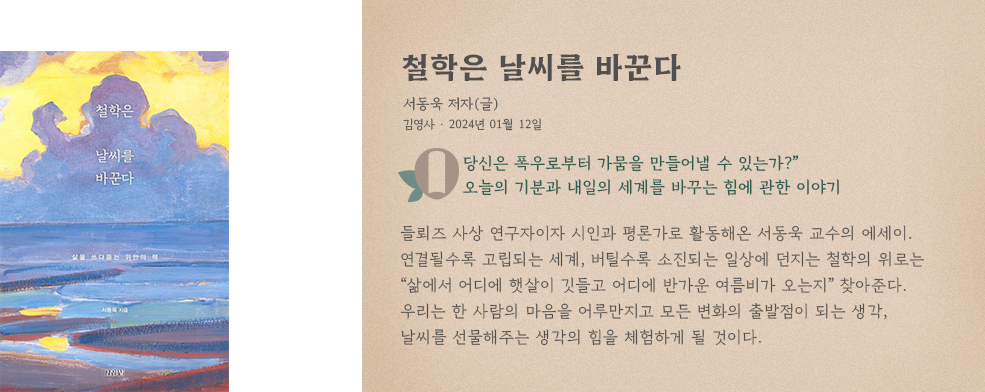 철학은
날씨를
바꾼다
삶을 쓰다듬는 위안의 책
서동욱 지음
김영사
철학은 날씨를 바꾼다
서동욱 저자(글)
김영사 · 2024년 01월 12일
당신은 폭우로부터 가뭄을 만들어낼 수 있는가?”
오늘의 기분과 내일의 세계를 바꾸는 힘에 관한 이야기
들뢰즈 사상 연구자이자 시인과 평론가로 활동해온 서동욱 교수의 에세이.
연결될수록 고립되는 세계, 버틸수록 소진되는 일상에 던지는 철학의 위로는
“삶에서 어디에 햇살이 깃들고 어디에 반가운 여름비가 오는지” 찾아준다.
우리는 한 사람의 마음을 어루만지고 모든 변화의 출발점이 되는 생각,
날씨를 선물해주는 생각의 힘을 체험하게 될 것이다.